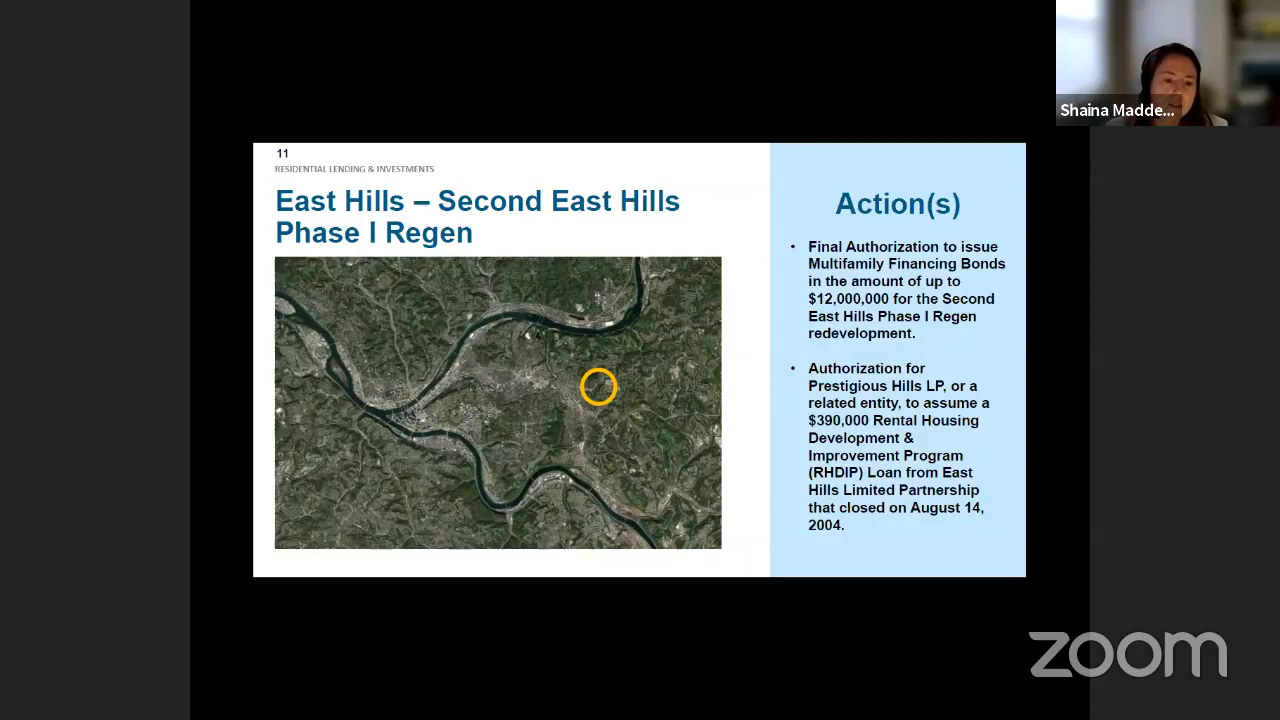 Shaina Madde...
11
RESIDENTIAL LENDING & INVESTMENTS
East Hills – Second East Hills
Phase I Regen
Action(s)
• Final Authorization to issue
Multifamily Financing Bonds
in the amount of up to
$12,000,000 for the Second
East Hills Phase I Regen
redevelopment.
• Authorization for
Prestigious Hills LP, or a
related entity, to assume a
$390,000 Rental Housing
Development &
Improvement Program
(RHDIP) Loan from East
Hills Limited Partnership
that closed on August 14,
2004.
zoom